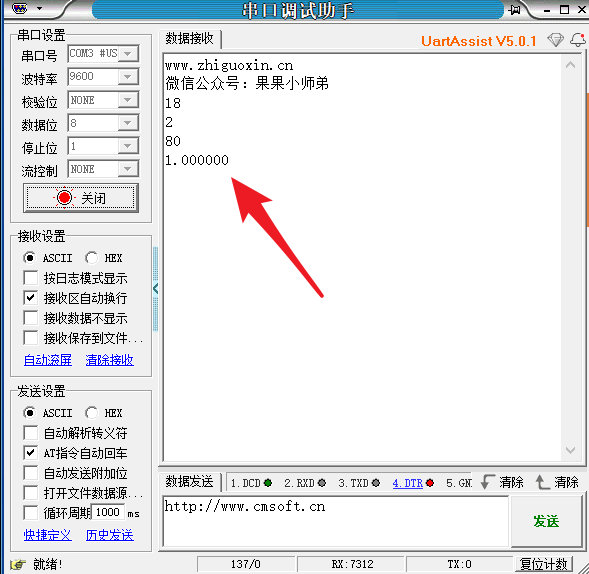 串口调试助手
串口设置
串口号 COM3 #US
波特率 9600
校验位 NONE
数据位 8
停止位 1
流控制 NONE
关闭
接收设置
ASCII HEX
按日志模式显示
接收区自动换行
接收数据不显示
接收保存到文件...
自动滚屏 清除接收
发送设置
ASCII HEX
自动解析转义符
AT指令自动回车
自动发送附加位
打开文件数据源...
循环周期 1000 ms
快捷定义 历史发送
数据接收 UartAssist V5.0.1
www.zhiguoxin.cn
微信公众号：果果小师弟
18
2
80
1.000000
数据发送 1.DCD 2.RXD 3.TXD 4.DTR 5.GN 清除 清除
http://www.cmsoft.cn
发送
就绪! 137/0 RX:7312 TX:0 复位计数